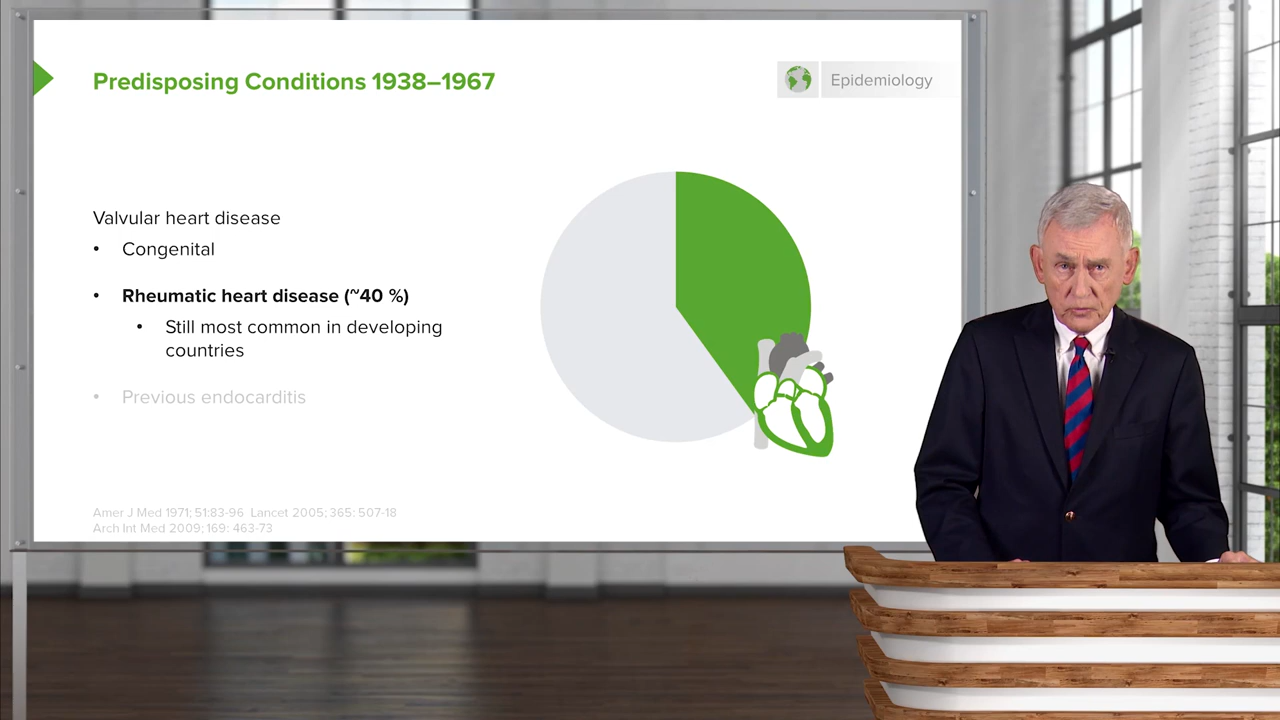 Predisposing Conditions 1938–1967
Epidemiology
Valvular heart disease
• Congenital
• Rheumatic heart disease (~40 %)
• Still most common in developing
countries
• Previous endocarditis
Amer J Med 1971; 51:83-96 Lancet 2005; 365: 507-18
Arch Int Med 2009; 169: 463-73